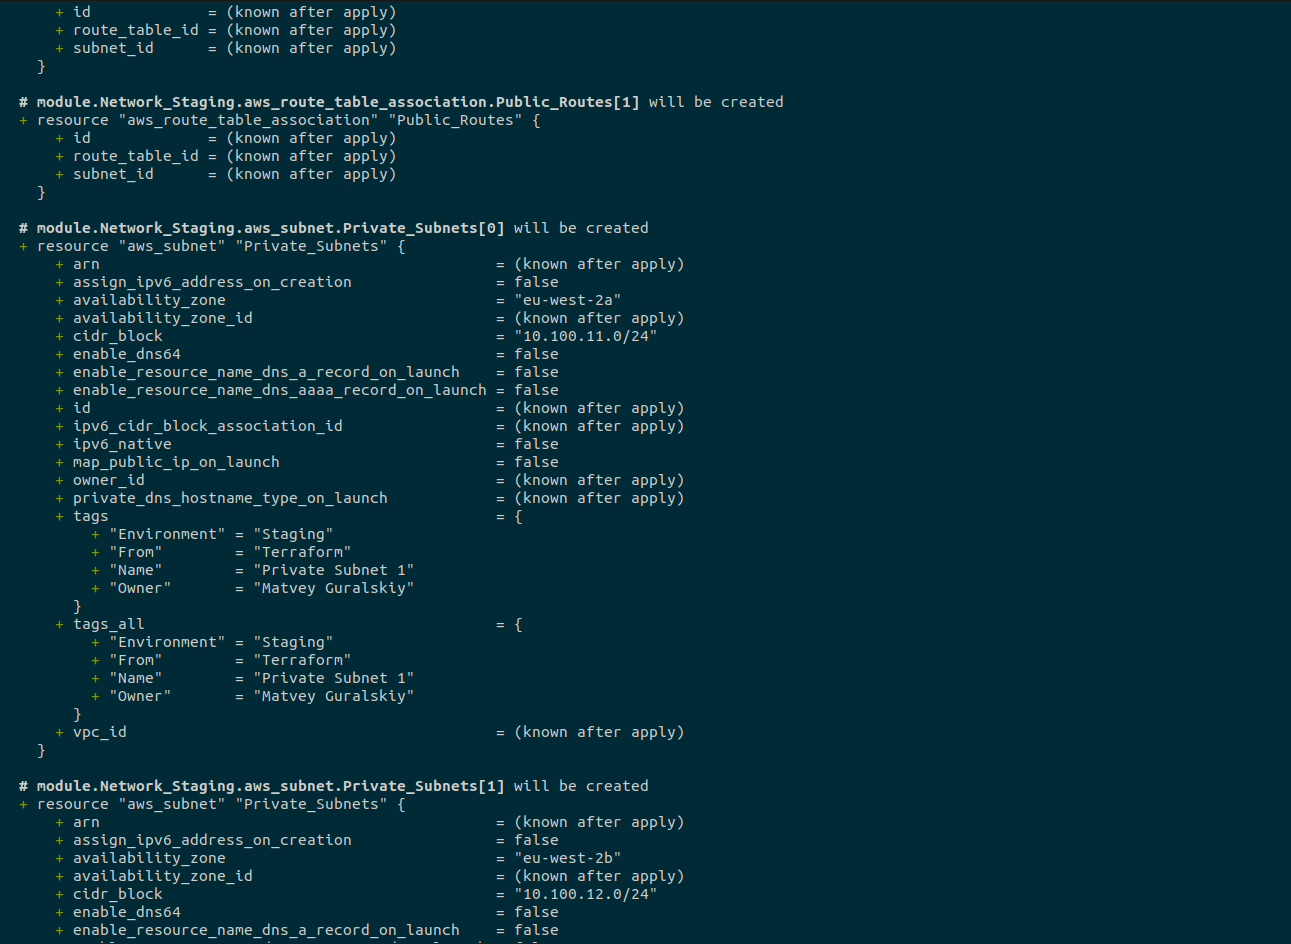 + id             = (known after apply)
+ route_table_id = (known after apply)
+ subnet_id      = (known after apply)
}
# module.Network_Staging.aws_route_table_association.Public_Routes[1] will be created
+ resource "aws_route_table_association" "Public_Routes" {
+ id             = (known after apply)
+ route_table_id = (known after apply)
+ subnet_id      = (known after apply)
}
# module.Network_Staging.aws_subnet.Private_Subnets[0] will be created
+ resource "aws_subnet" "Private_Subnets" {
+ arn                                            = (known after apply)
+ assign_ipv6_address_on_creation                = false
+ availability_zone                              = "eu-west-2a"
+ availability_zone_id                           = (known after apply)
+ cidr_block                                     = "10.100.11.0/24"
+ enable_dns64                                   = false
+ enable_resource_name_dns_a_record_on_launch    = false
+ enable_resource_name_dns_aaaa_record_on_launch = false
+ id                                             = (known after apply)
+ ipv6_cidr_block_association_id                 = (known after apply)
+ ipv6_native                                    = false
+ map_public_ip_on_launch                        = false
+ owner_id                                       = (known after apply)
+ private_dns_hostname_type_on_launch            = (known after apply)
+ tags                                           = {
+ "Environment" = "Staging"
+ "From"        = "Terraform"
+ "Name"        = "Private Subnet 1"
+ "Owner"       = "Matvey Guralskiy"
}
+ tags_all                                       = {
+ "Environment" = "Staging"
+ "From"        = "Terraform"
+ "Name"        = "Private Subnet 1"
+ "Owner"       = "Matvey Guralskiy"
}
+ vpc_id                                         = (known after apply)
}
# module.Network_Staging.aws_subnet.Private_Subnets[1] will be created
+ resource "aws_subnet" "Private_Subnets" {
+ arn                                            = (known after apply)
+ assign_ipv6_address_on_creation                = false
+ availability_zone                              = "eu-west-2b"
+ availability_zone_id                           = (known after apply)
+ cidr_block                                     = "10.100.12.0/24"
+ enable_dns64                                   = false
+ enable_resource_name_dns_a_record_on_launch    = false